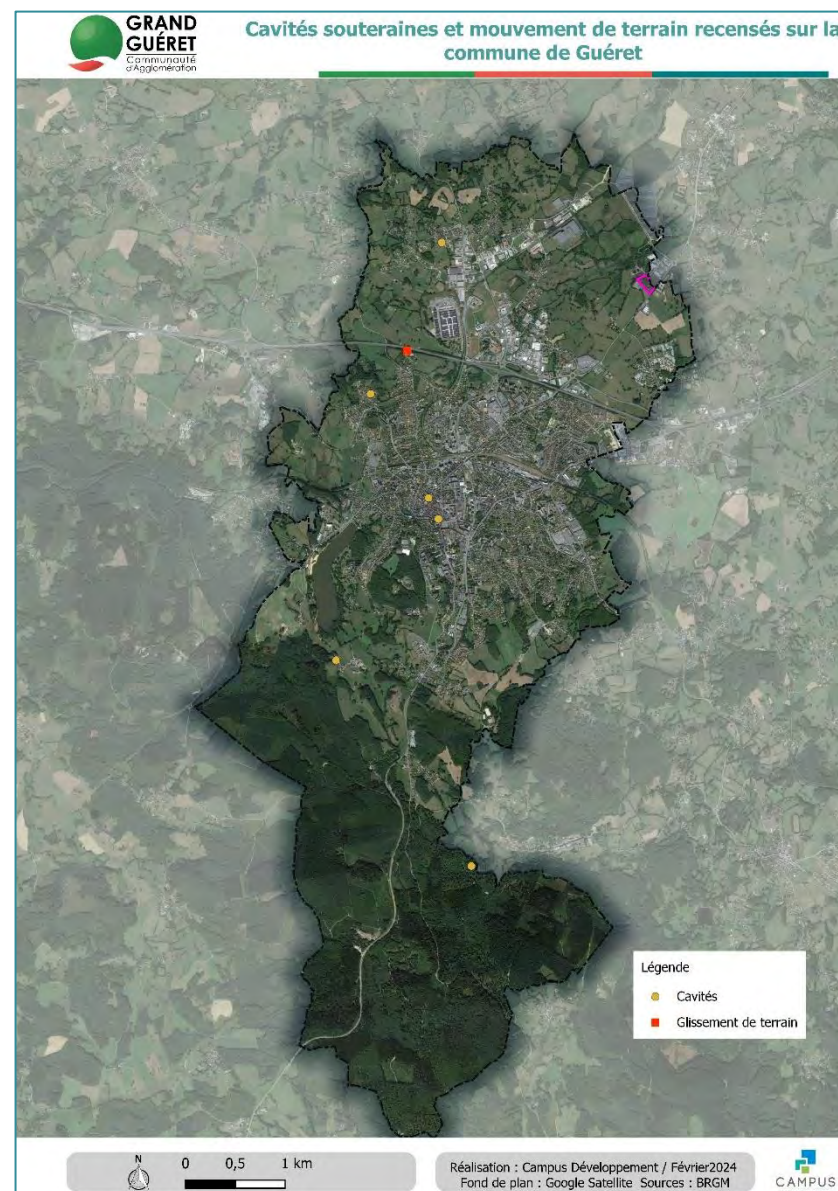 GRAND
GUÉRET
Communauté
d'Agglomération
Cavités souteraines et mouvement de terrain recensés sur la
commune de Guéret
Légende
Cavités
Glissement de terrain
N
0 0,5 1 km
Réalisation : Campus Développement / Février2024
Fond de plan : Google Satellite Sources : BRGM
CAMPUS